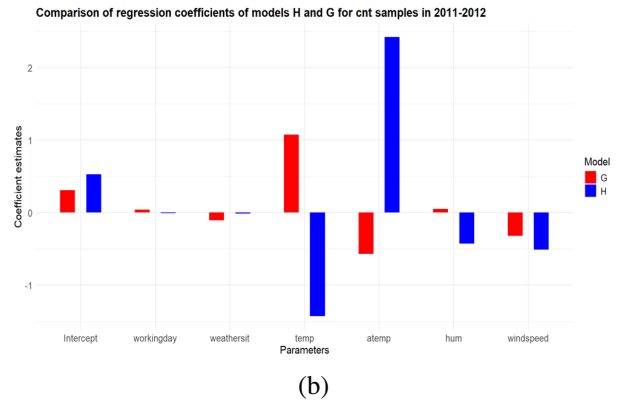 Comparison of regression coefficients of models H and G for cnt samples in 2011-2012
Coefficient estimates
2
1
0
-1
Intercept workingday weathersit temp atemp hum windspeed
Parameters
Model
G
H
(b)